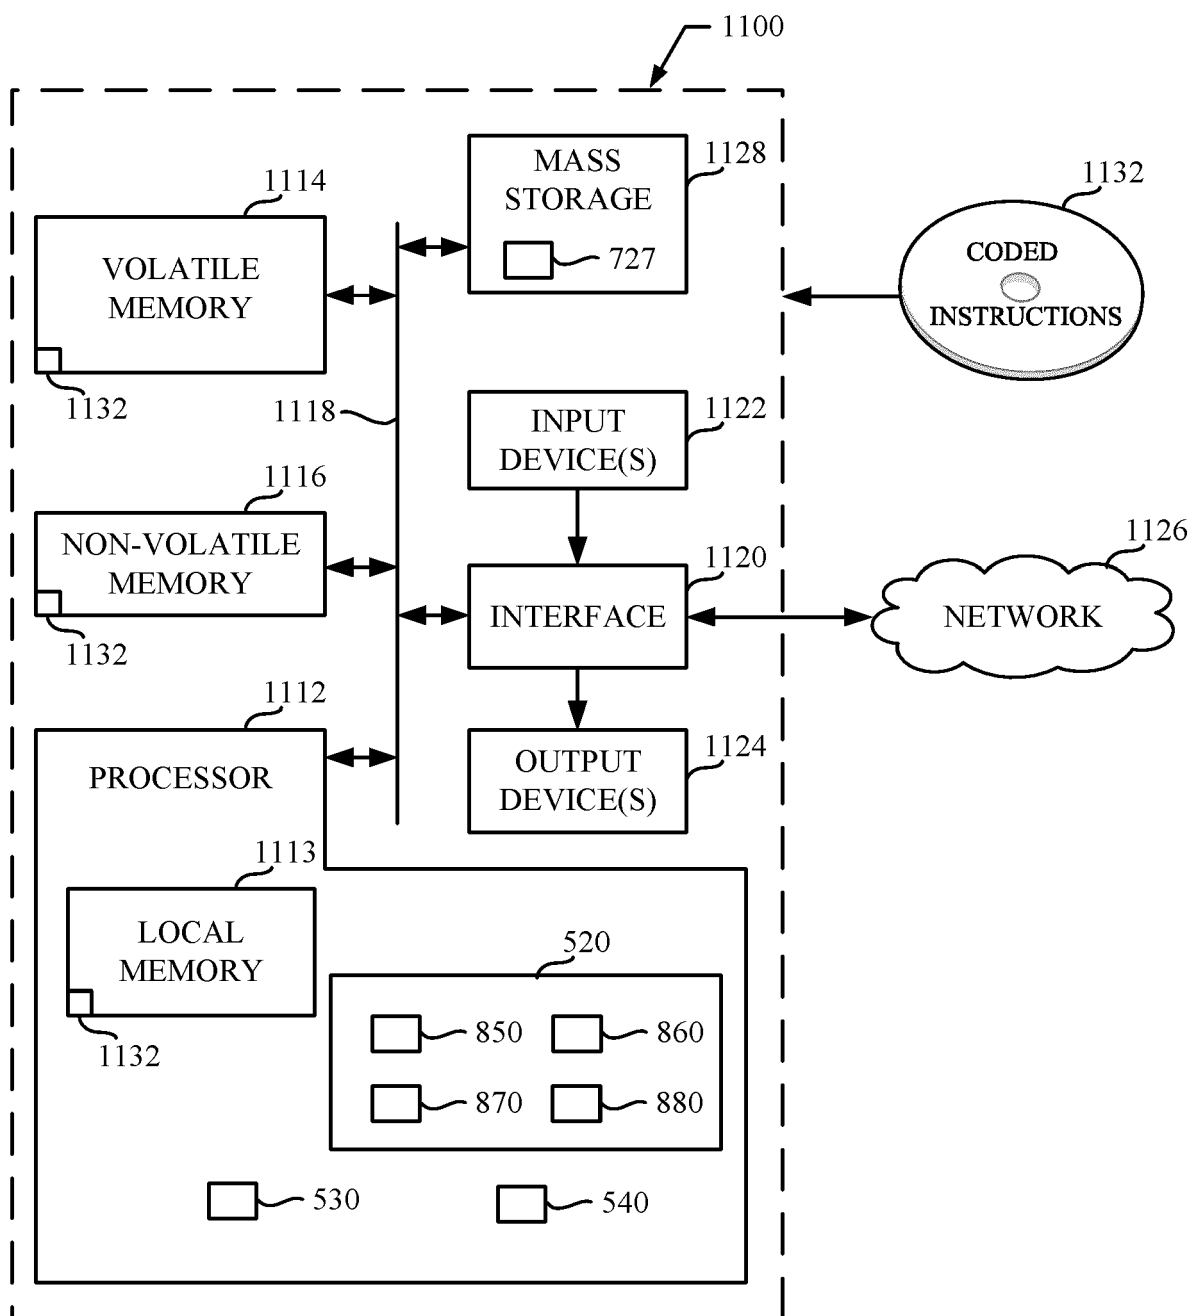 1100
MASS
STORAGE
1128
727
1114
VOLATILE
MEMORY
1132
1132
CODED
INSTRUCTIONS
1118
INPUT
DEVICE(S)
1122
1116
NON-VOLATILE
MEMORY
1132
INTERFACE
1120
1126
NETWORK
1112
PROCESSOR
OUTPUT
DEVICE(S)
1124
1113
LOCAL
MEMORY
1132
520
850
860
870
880
530
540